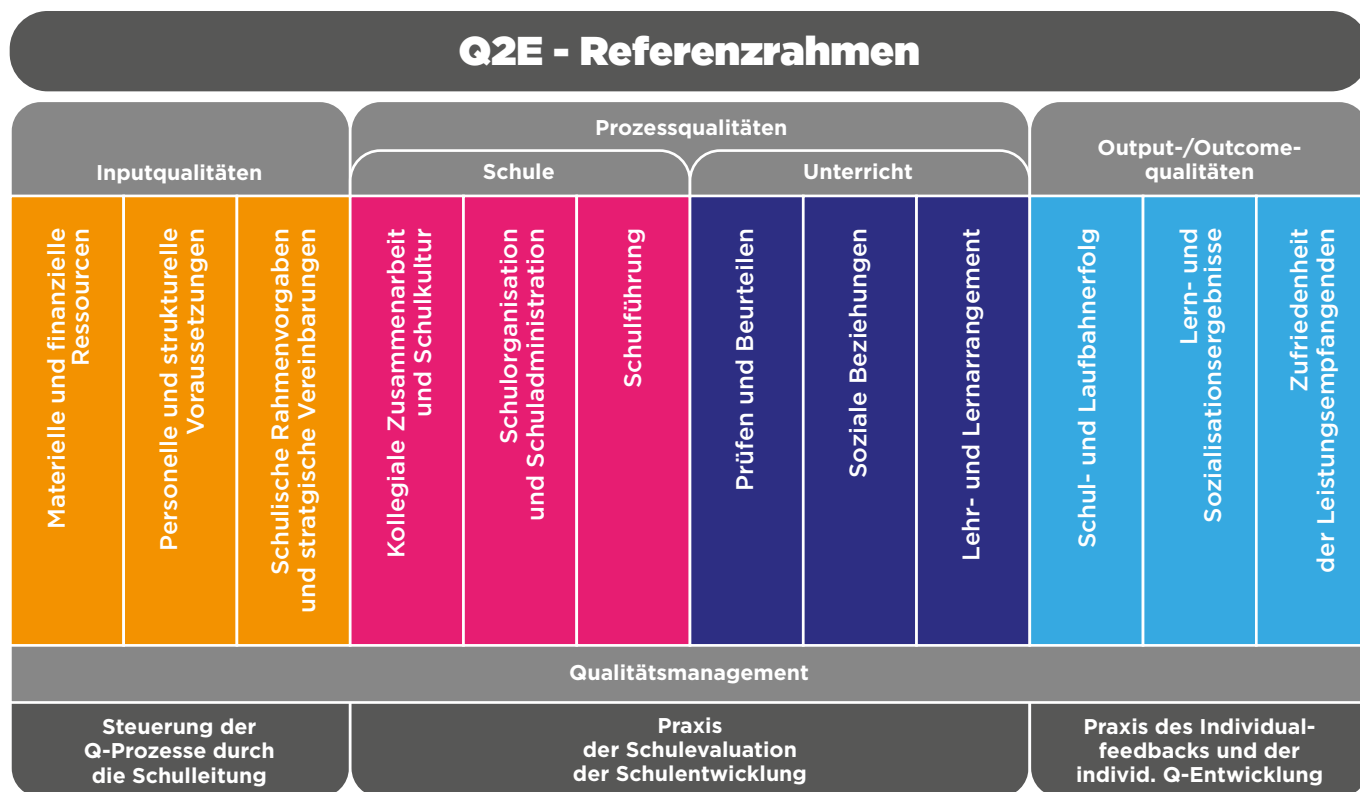 Q2E - Referenzrahmen
Inputqualitäten
Prozessqualitäten
Schule
Unterricht
Output-/Outcome-
qualitäten
Materielle und finanzielle
Ressourcen
Personelle und strukturelle
Voraussetzungen
Schulische Rahmenvorgaben
und stratgische Vereinbarungen
Kollegiale Zusammenarbeit
und Schulkultur
Schulorganisation
und Schuladministration
Schulführung
Prüfen und Beurteilen
Soziale Beziehungen
Lehr- und Lernarrangement
Schul- und Laufbahnerfolg
Lern- und
Sozialisationsergebnisse
Zufriedenheit
der Leistungsempfangenden
Qualitätsmanagement
Steuerung der
Q-Prozesse durch
die Schulleitung
Praxis
der Schulevaluation
der Schulentwicklung
Praxis des Individual-
feedbacks und der
individ. Q-Entwicklung